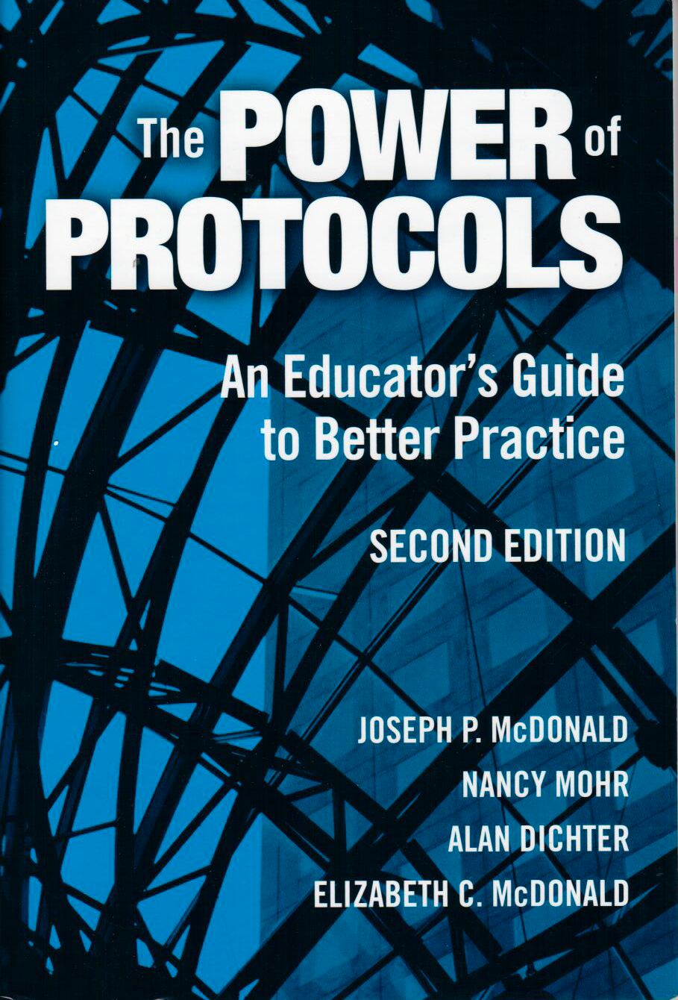 The POWER of
PROTOCOLS
An Educator's Guide
to Better Practice
SECOND EDITION
JOSEPH P. McDONALD
NANCY MOHR
ALAN DICHTER
ELIZABETH C. McDONALD